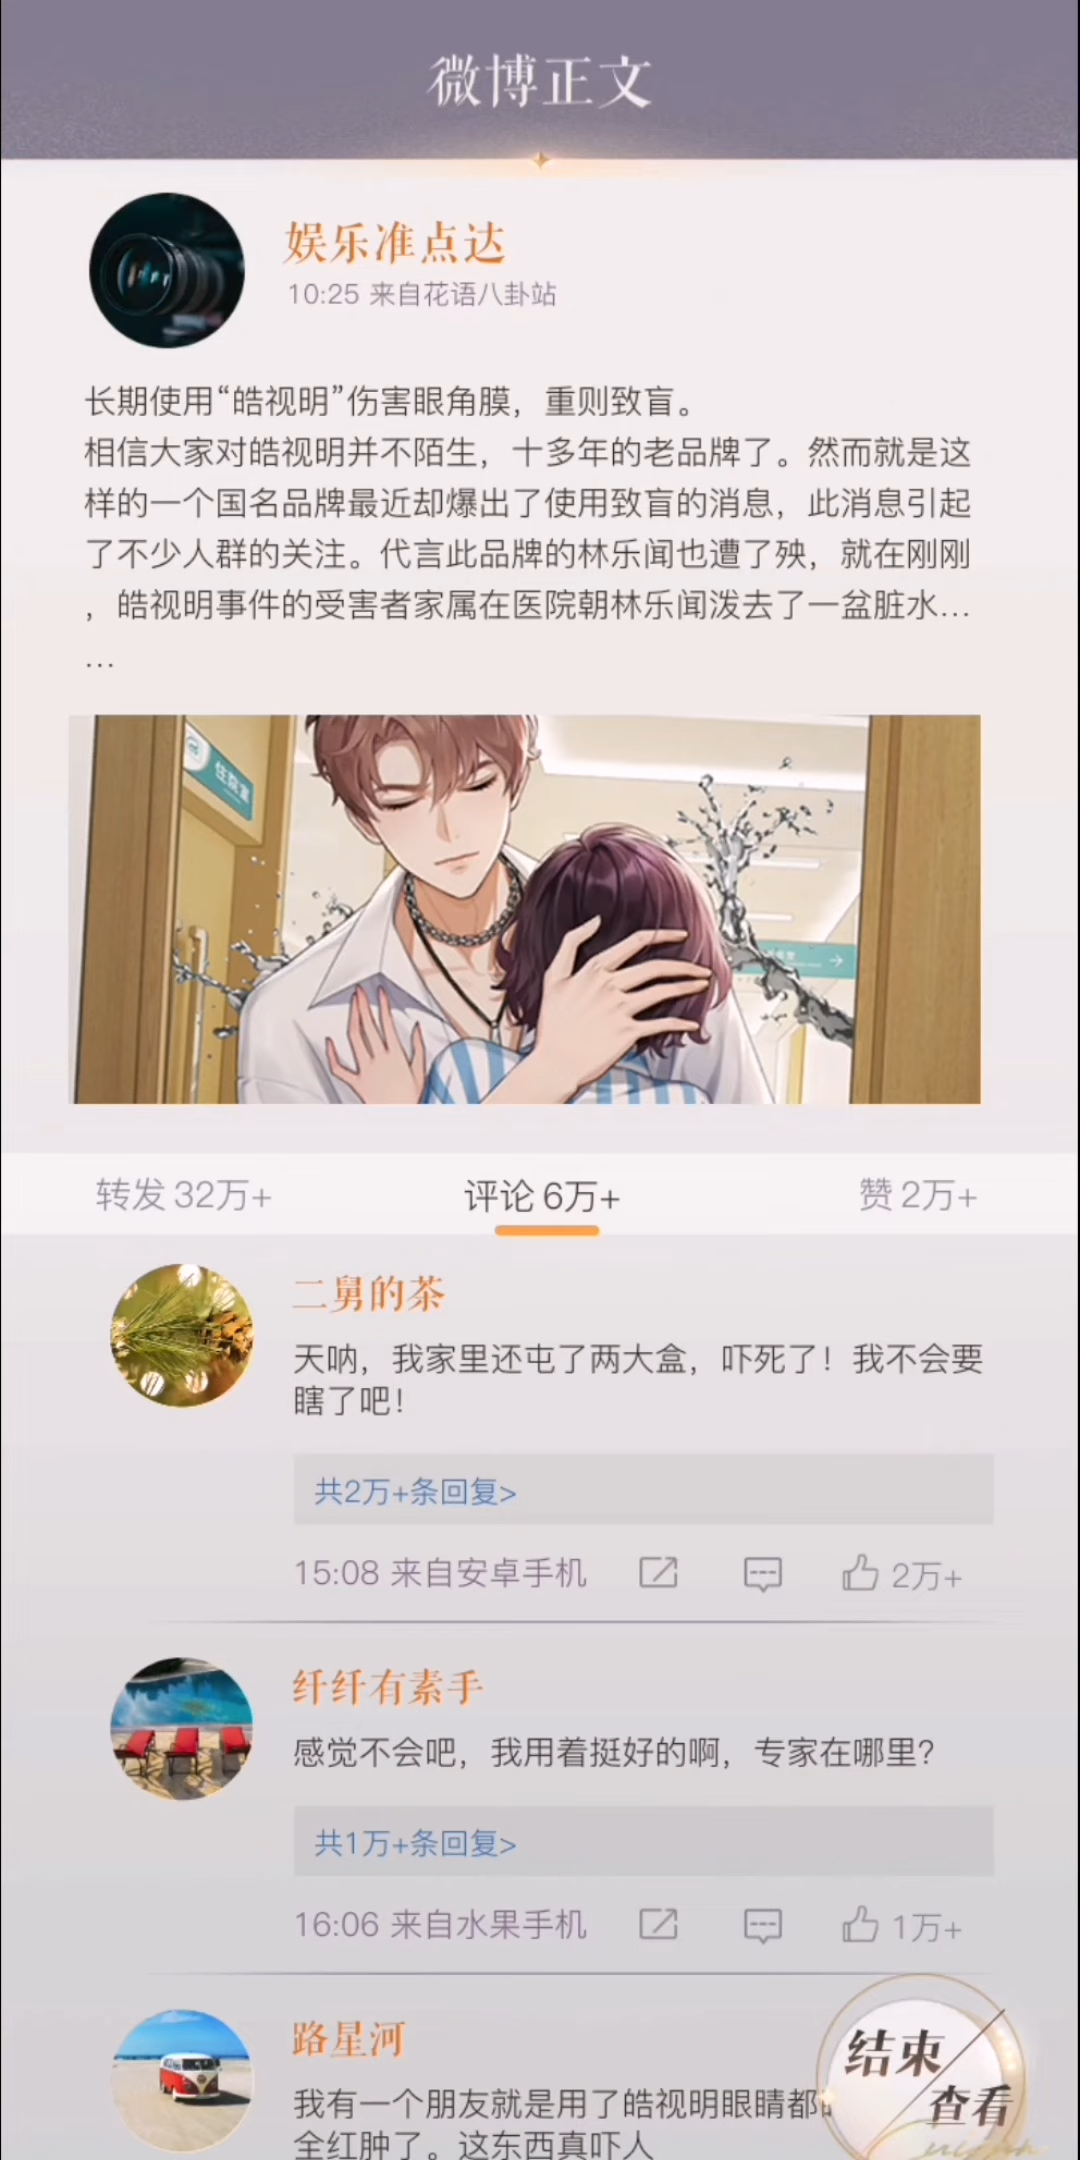 微博正文
娱乐准点达
10:25 来自花语八卦站
长期使用“皓视明”伤害眼角膜，重则致盲。
相信大家对皓视明并不陌生，十多年的老品牌了。然而就是这
样的一个国名品牌最近却爆出了使用致盲的消息，此消息引起
了不少人群的关注。代言此品牌的林乐闻也遭了殃，就在刚刚
，皓视明事件的受害者家属在医院朝林乐闻泼去了一盆脏水…
…
住院室
转发 32万+ 评论 6万+ 赞 2万+
二舅的茶
天呐，我家里还屯了两大盒，吓死了！我不会要
瞎了吧！
共2万+条回复>
15:08 来自安卓手机 2万+
纤纤有素手
感觉不会吧，我用着挺好的啊，专家在哪里？
共1万+条回复>
16:06 来自水果手机 1万+
路星河
我有一个朋友就是用了皓视明眼睛都
全红肿了。这东西真吓人
结束
查看